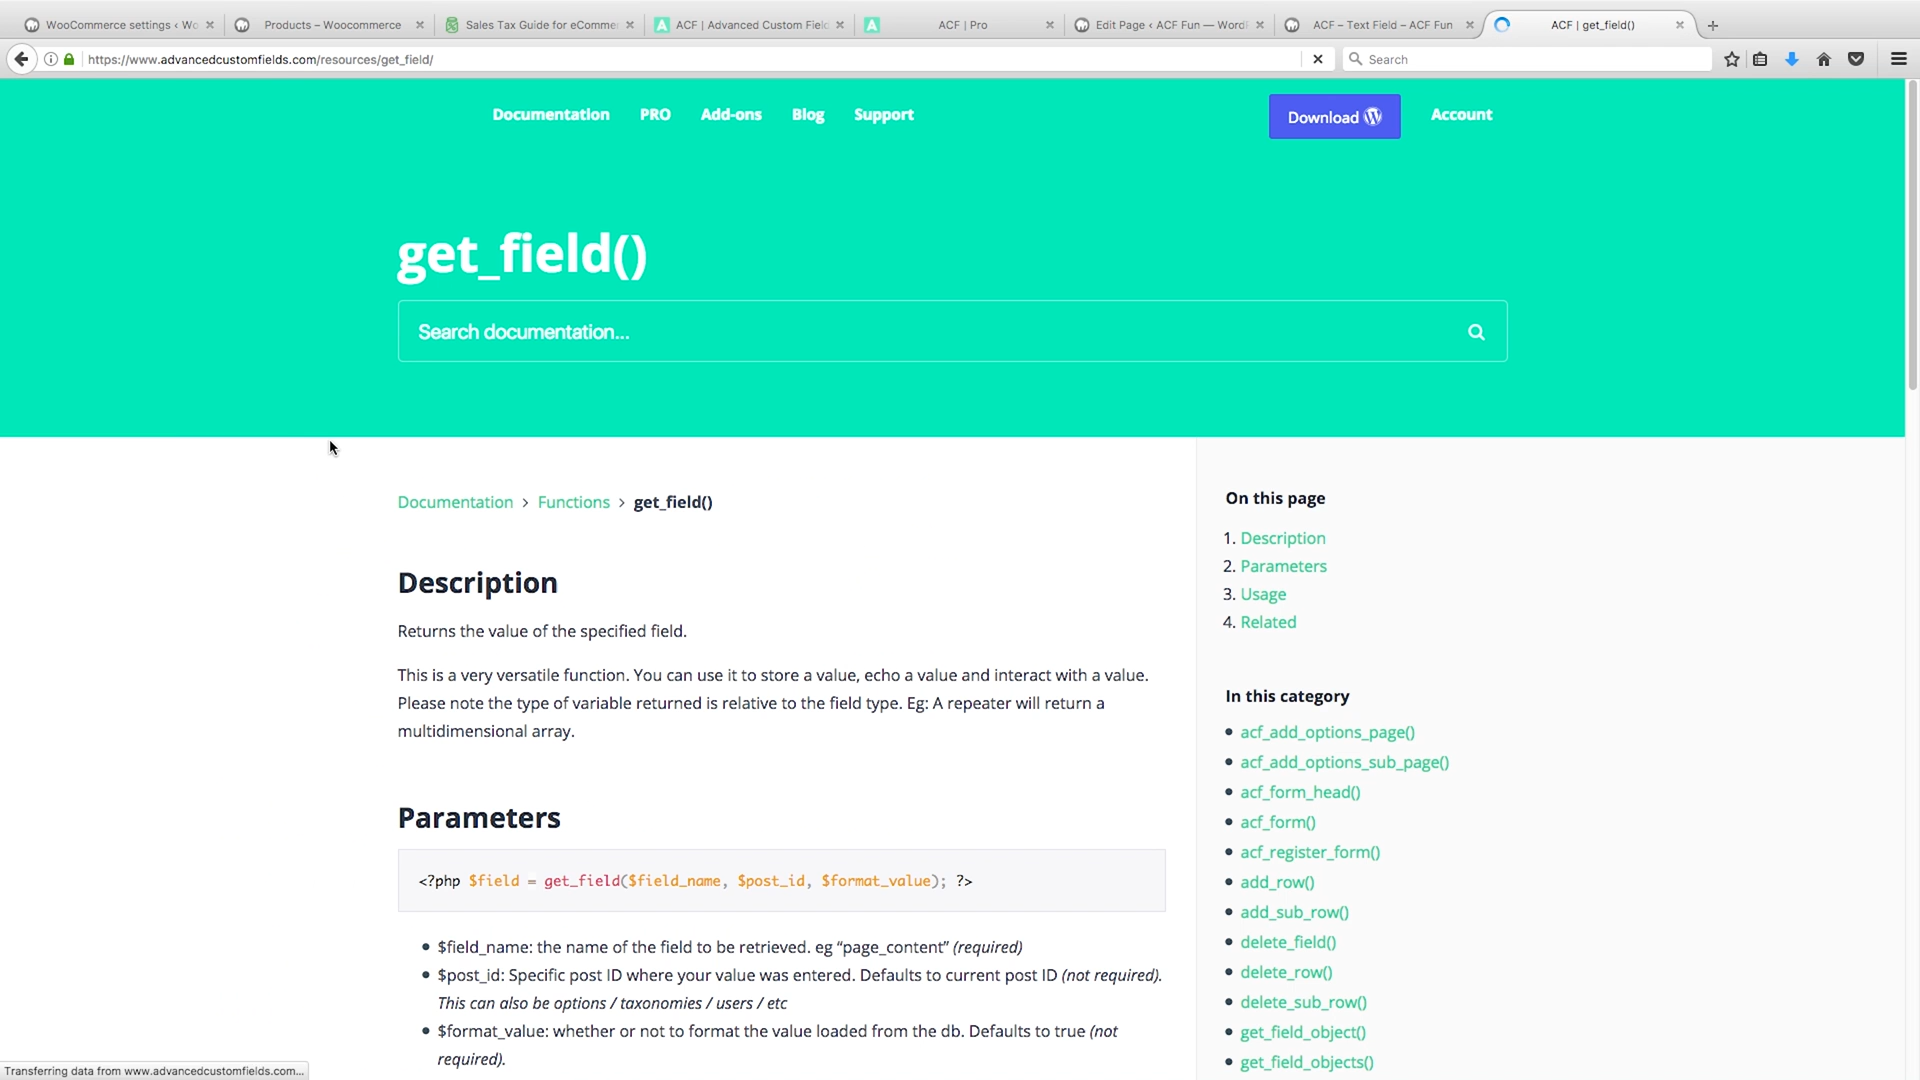 WooCommerce settings ‹ Wo
Products – Woocommerce
Sales Tax Guide for eComme
ACF | Advanced Custom Field
ACF | Pro
Edit Page ‹ ACF Fun — Wordl
ACF – Text Field – ACF Fun
ACF | get_field()
https://www.advancedcustomfields.com/resources/get_field/
Search
Documentation
PRO
Add-ons
Blog
Support
Download
Account
get_field()
Search documentation...
Documentation > Functions > get_field()
Description
Returns the value of the specified field.
This is a very versatile function. You can use it to store a value, echo a value and interact with a value.
Please note the type of variable returned is relative to the field type. Eg: A repeater will return a
multidimensional array.
Parameters
<?php $field = get_field($field_name, $post_id, $format_value); ?>
• $field_name: the name of the field to be retrieved. eg “page_content” (required)
• $post_id: Specific post ID where your value was entered. Defaults to current post ID (not required).
This can also be options / taxonomies / users / etc
• $format_value: whether or not to format the value loaded from the db. Defaults to true (not
required).
On this page
1. Description
2. Parameters
3. Usage
4. Related
In this category
• acf_add_options_page()
• acf_add_options_sub_page()
• acf_form_head()
• acf_form()
• acf_register_form()
• add_row()
• add_sub_row()
• delete_field()
• delete_row()
• delete_sub_row()
• get_field_object()
• get_field_objects()
Transferring data from www.advancedcustomfields.com...